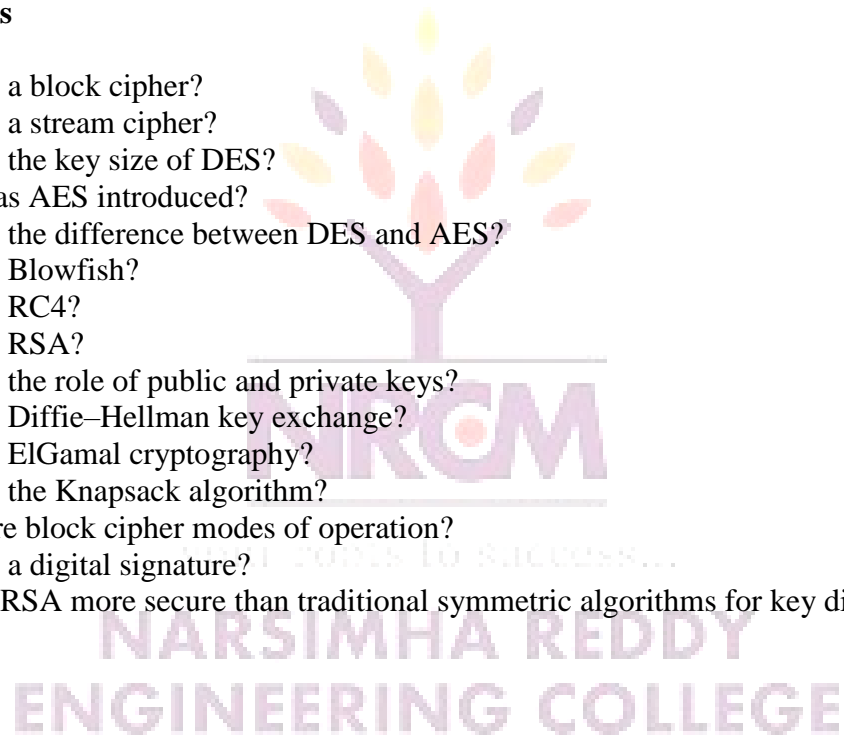 s
a block cipher?
a stream cipher?
the key size of DES?
as AES introduced?
the difference between DES and AES?
Blowfish?
RC4?
RSA?
the role of public and private keys?
Diffie–Hellman key exchange?
NRCM
ElGamal cryptography?
the Knapsack algorithm?
re block cipher modes of operation?
a digital signature?
to success...
RSA more secure than traditional symmetric algorithms for key di
NARSIMHA REDDY
ENGINEERING COLLEGE